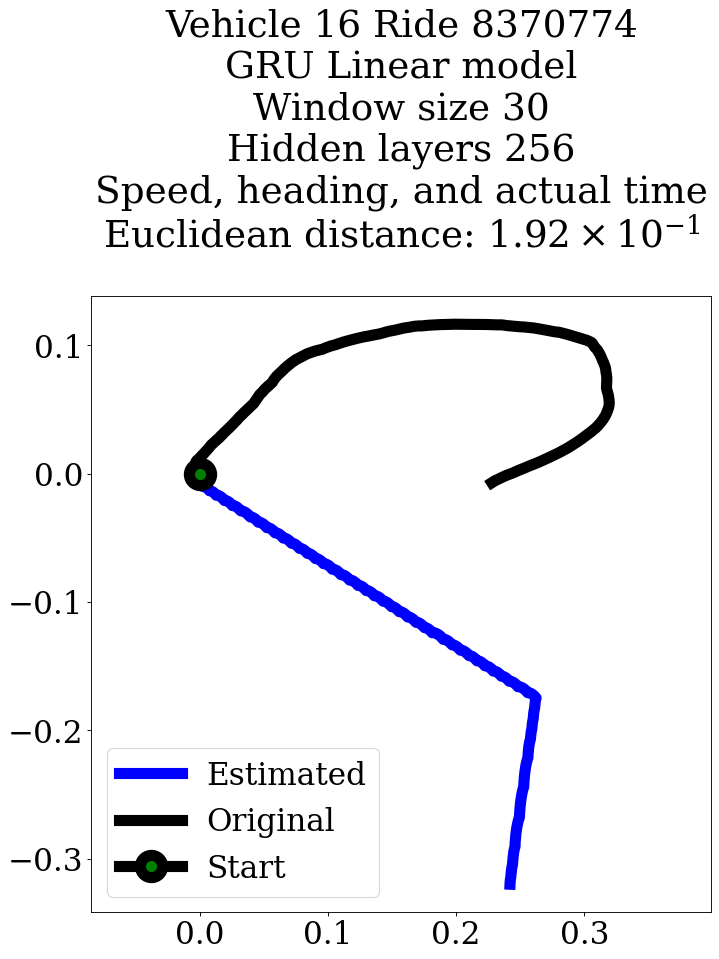 Vehicle 16 Ride 8370774
GRU Linear model
Window size 30
Hidden layers 256
Speed, heading, and actual time
Euclidean distance: 1.92 × 10⁻¹
0.1
0.0
−0.1
−0.2
−0.3
Estimated
Original
Start
0.0 0.1 0.2 0.3